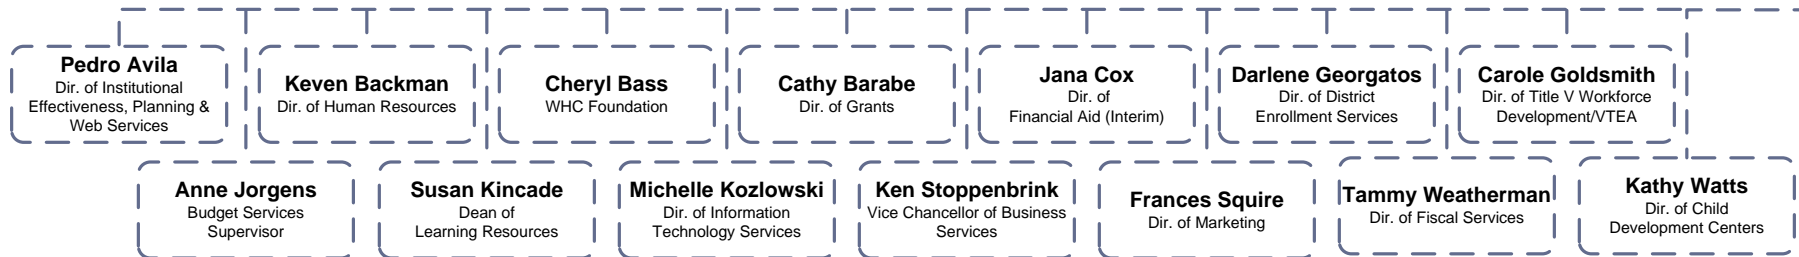 Pedro Avila
Dir. of Institutional
Effectiveness, Planning &
Web Services
Keven Backman
Dir. of Human Resources
Cheryl Bass
WHC Foundation
Cathy Barabe
Dir. of Grants
Jana Cox
Dir. of
Financial Aid (Interim)
Darlene Georgatos
Dir. of District
Enrollment Services
Carole Goldsmith
Dir. of Title V Workforce
Development/VTEA
Anne Jorgens
Budget Services
Supervisor
Susan Kincade
Dean of
Learning Resources
Michelle Kozlowski
Dir. of Information
Technology Services
Ken Stoppenbrink
Vice Chancellor of Business
Services
Frances Squire
Dir. of Marketing
Tammy Weatherman
Dir. of Fiscal Services
Kathy Watts
Dir. of Child
Development Centers